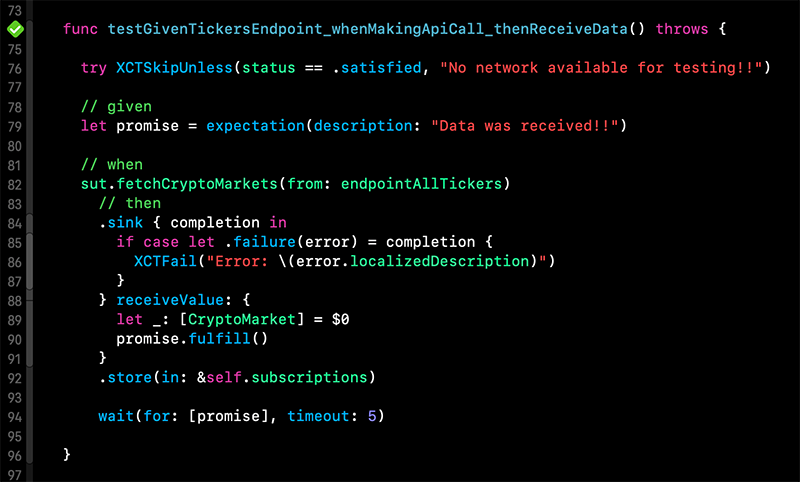 73
func testGivenTickersEndpoint_whenMakingApiCall_thenReceiveData() throws {
75
76 try XCTSkipUnless(status == .satisfied, "No network available for testing!!")
77
78 // given
79 let promise = expectation(description: "Data was received!!")
80
81 // when
82 sut.fetchCryptoMarkets(from: endpointAllTickers)
83 // then
84 .sink { completion in
85 if case let .failure(error) = completion {
86 XCTFail("Error: \(error.localizedDescription)")
87 }
88 } receiveValue: {
89 let _: [CryptoMarket] = $0
90 promise.fulfill()
91 }
92 .store(in: &self.subscriptions)
93
94 wait(for: [promise], timeout: 5)
95
96 }
97